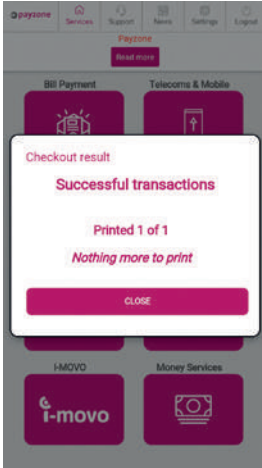 payzone
Services
Support
News
Settings
Logout
Payzone
Read more
Bill Payment
Telecoms & Mobile
Checkout result
Successful transactions
Printed 1 of 1
Nothing more to print
CLOSE
I-MOVO
Money Services
i-movo